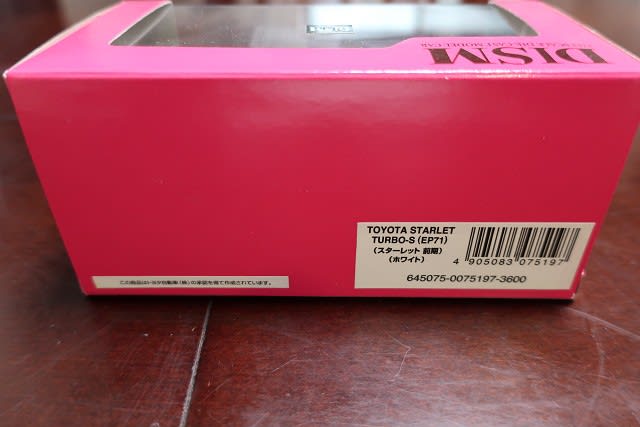 DISM
TOYOTA STARLET
TURBO-S (EP71)
(スターレット 前期)
(ホワイト)
4 905083 075197
645075-0075197-3600
この商品はトヨタ自動車(株)の承諾を得て作成されています。